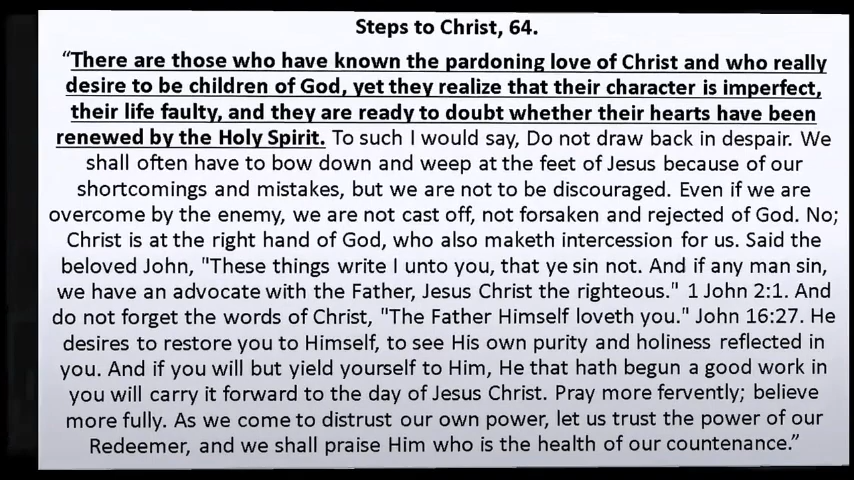 Steps to Christ, 64.
“There are those who have known the pardoning love of Christ and who really
desire to be children of God, yet they realize that their character is imperfect,
their life faulty, and they are ready to doubt whether their hearts have been
renewed by the Holy Spirit. To such I would say, Do not draw back in despair. We
shall often have to bow down and weep at the feet of Jesus because of our
shortcomings and mistakes, but we are not to be discouraged. Even if we are
overcome by the enemy, we are not cast off, not forsaken and rejected of God. No;
Christ is at the right hand of God, who also maketh intercession for us. Said the
beloved John, "These things write I unto you, that ye sin not. And if any man sin,
we have an advocate with the Father, Jesus Christ the righteous." 1 John 2:1. And
do not forget the words of Christ, "The Father Himself loveth you." John 16:27. He
desires to restore you to Himself, to see His own purity and holiness reflected in
you. And if you will but yield yourself to Him, He that hath begun a good work in
you will carry it forward to the day of Jesus Christ. Pray more fervently; believe
more fully. As we come to distrust our own power, let us trust the power of our
Redeemer, and we shall praise Him who is the health of our countenance.”